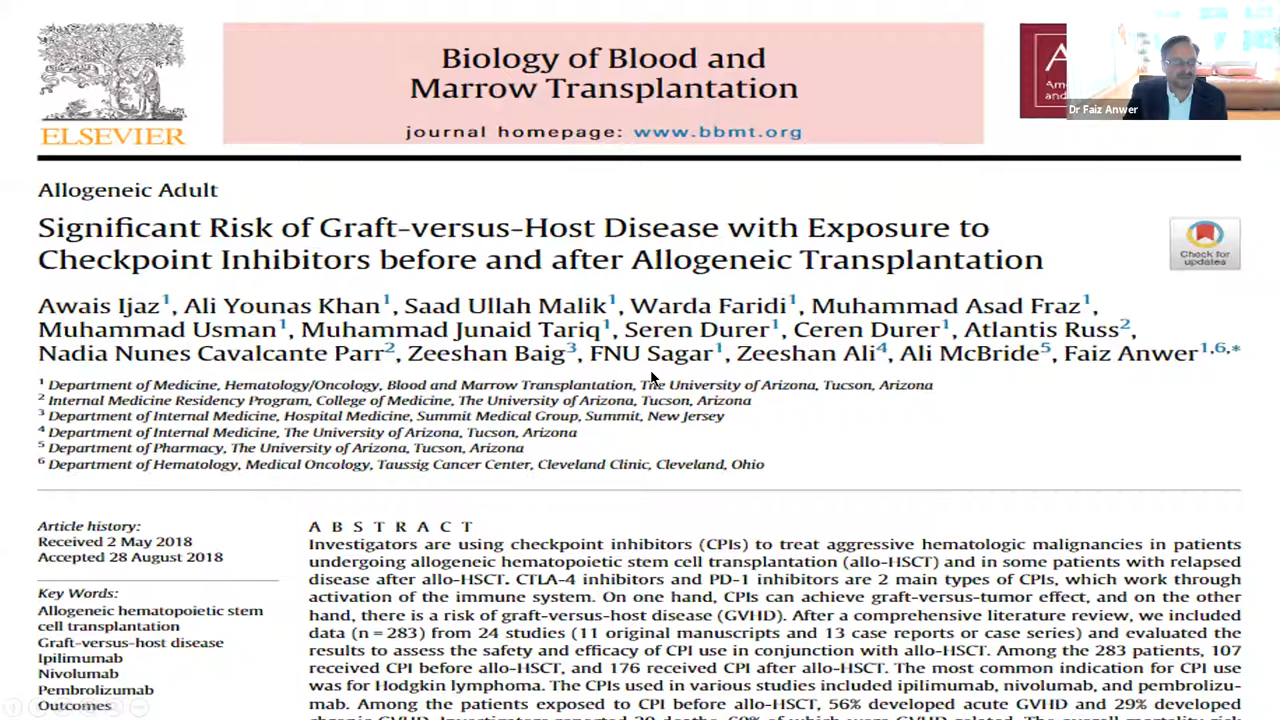 Biology of Blood and
Marrow Transplantation
journal homepage: www.bbmt.org
ELSEVIER
Dr Faiz Anwer
Allogeneic Adult
Significant Risk of Graft-versus-Host Disease with Exposure to
Checkpoint Inhibitors before and after Allogeneic Transplantation
Check for
updates
Awais Ijaz1, Ali Younas Khan1, Saad Ullah Malik1, Warda Faridi1, Muhammad Asad Fraz1,
Muhammad Usman1, Muhammad Junaid Tariq1, Seren Durer1, Ceren Durer1, Atlantis Russ2,
Nadia Nunes Cavalcante Parr2, Zeeshan Baig3, FNU Sagar1, Zeeshan Ali4, Ali McBride5, Faiz Anwer1,6,*
1 Department of Medicine, Hematology/Oncology, Blood and Marrow Transplantation, The University of Arizona, Tucson, Arizona
2 Internal Medicine Residency Program, College of Medicine, The University of Arizona, Tucson, Arizona
3 Department of Internal Medicine, Hospital Medicine, Summit Medical Group, Summit, New Jersey
4 Department of Internal Medicine, The University of Arizona, Tucson, Arizona
5 Department of Pharmacy, The University of Arizona, Tucson, Arizona
6 Department of Hematology, Medical Oncology, Taussig Cancer Center, Cleveland Clinic, Cleveland, Ohio
Article history:
Received 2 May 2018
Accepted 28 August 2018
Key Words:
Allogeneic hematopoietic stem
cell transplantation
Graft-versus-host disease
Ipilimumab
Nivolumab
Pembrolizumab
Outcomes
ABSTRACT
Investigators are using checkpoint inhibitors (CPIs) to treat aggressive hematologic malignancies in patients
undergoing allogeneic hematopoietic stem cell transplantation (allo-HSCT) and in some patients with relapsed
disease after allo-HSCT. CTLA-4 inhibitors and PD-1 inhibitors are 2 main types of CPIs, which work through
activation of the immune system. On one hand, CPIs can achieve graft-versus-tumor effect, and on the other
hand, there is a risk of graft-versus-host disease (GVHD). After a comprehensive literature review, we included
data (n = 283) from 24 studies (11 original manuscripts and 13 case reports or case series) and evaluated the
results to assess the safety and efficacy of CPI use in conjunction with allo-HSCT. Among the 283 patients, 107
received CPI before allo-HSCT, and 176 received CPI after allo-HSCT. The most common indication for CPI use
was for Hodgkin lymphoma. The CPIs used in various studies included ipilimumab, nivolumab, and pembrolizu-
mab. Among the patients exposed to CPI before allo-HSCT, 56% developed acute GVHD and 29% developed